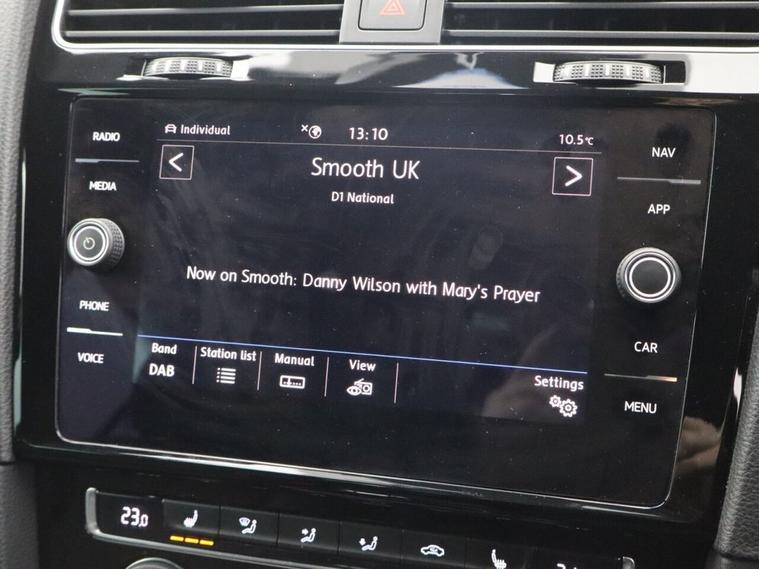 RADIO
MEDIA
PHONE
VOICE
Individual
13:10
10.5°C
<
Smooth UK
>
D1 National
Now on Smooth: Danny Wilson with Mary's Prayer
Band
DAB
Station list
Manual
View
Settings
NAV
APP
CAR
MENU
23.0